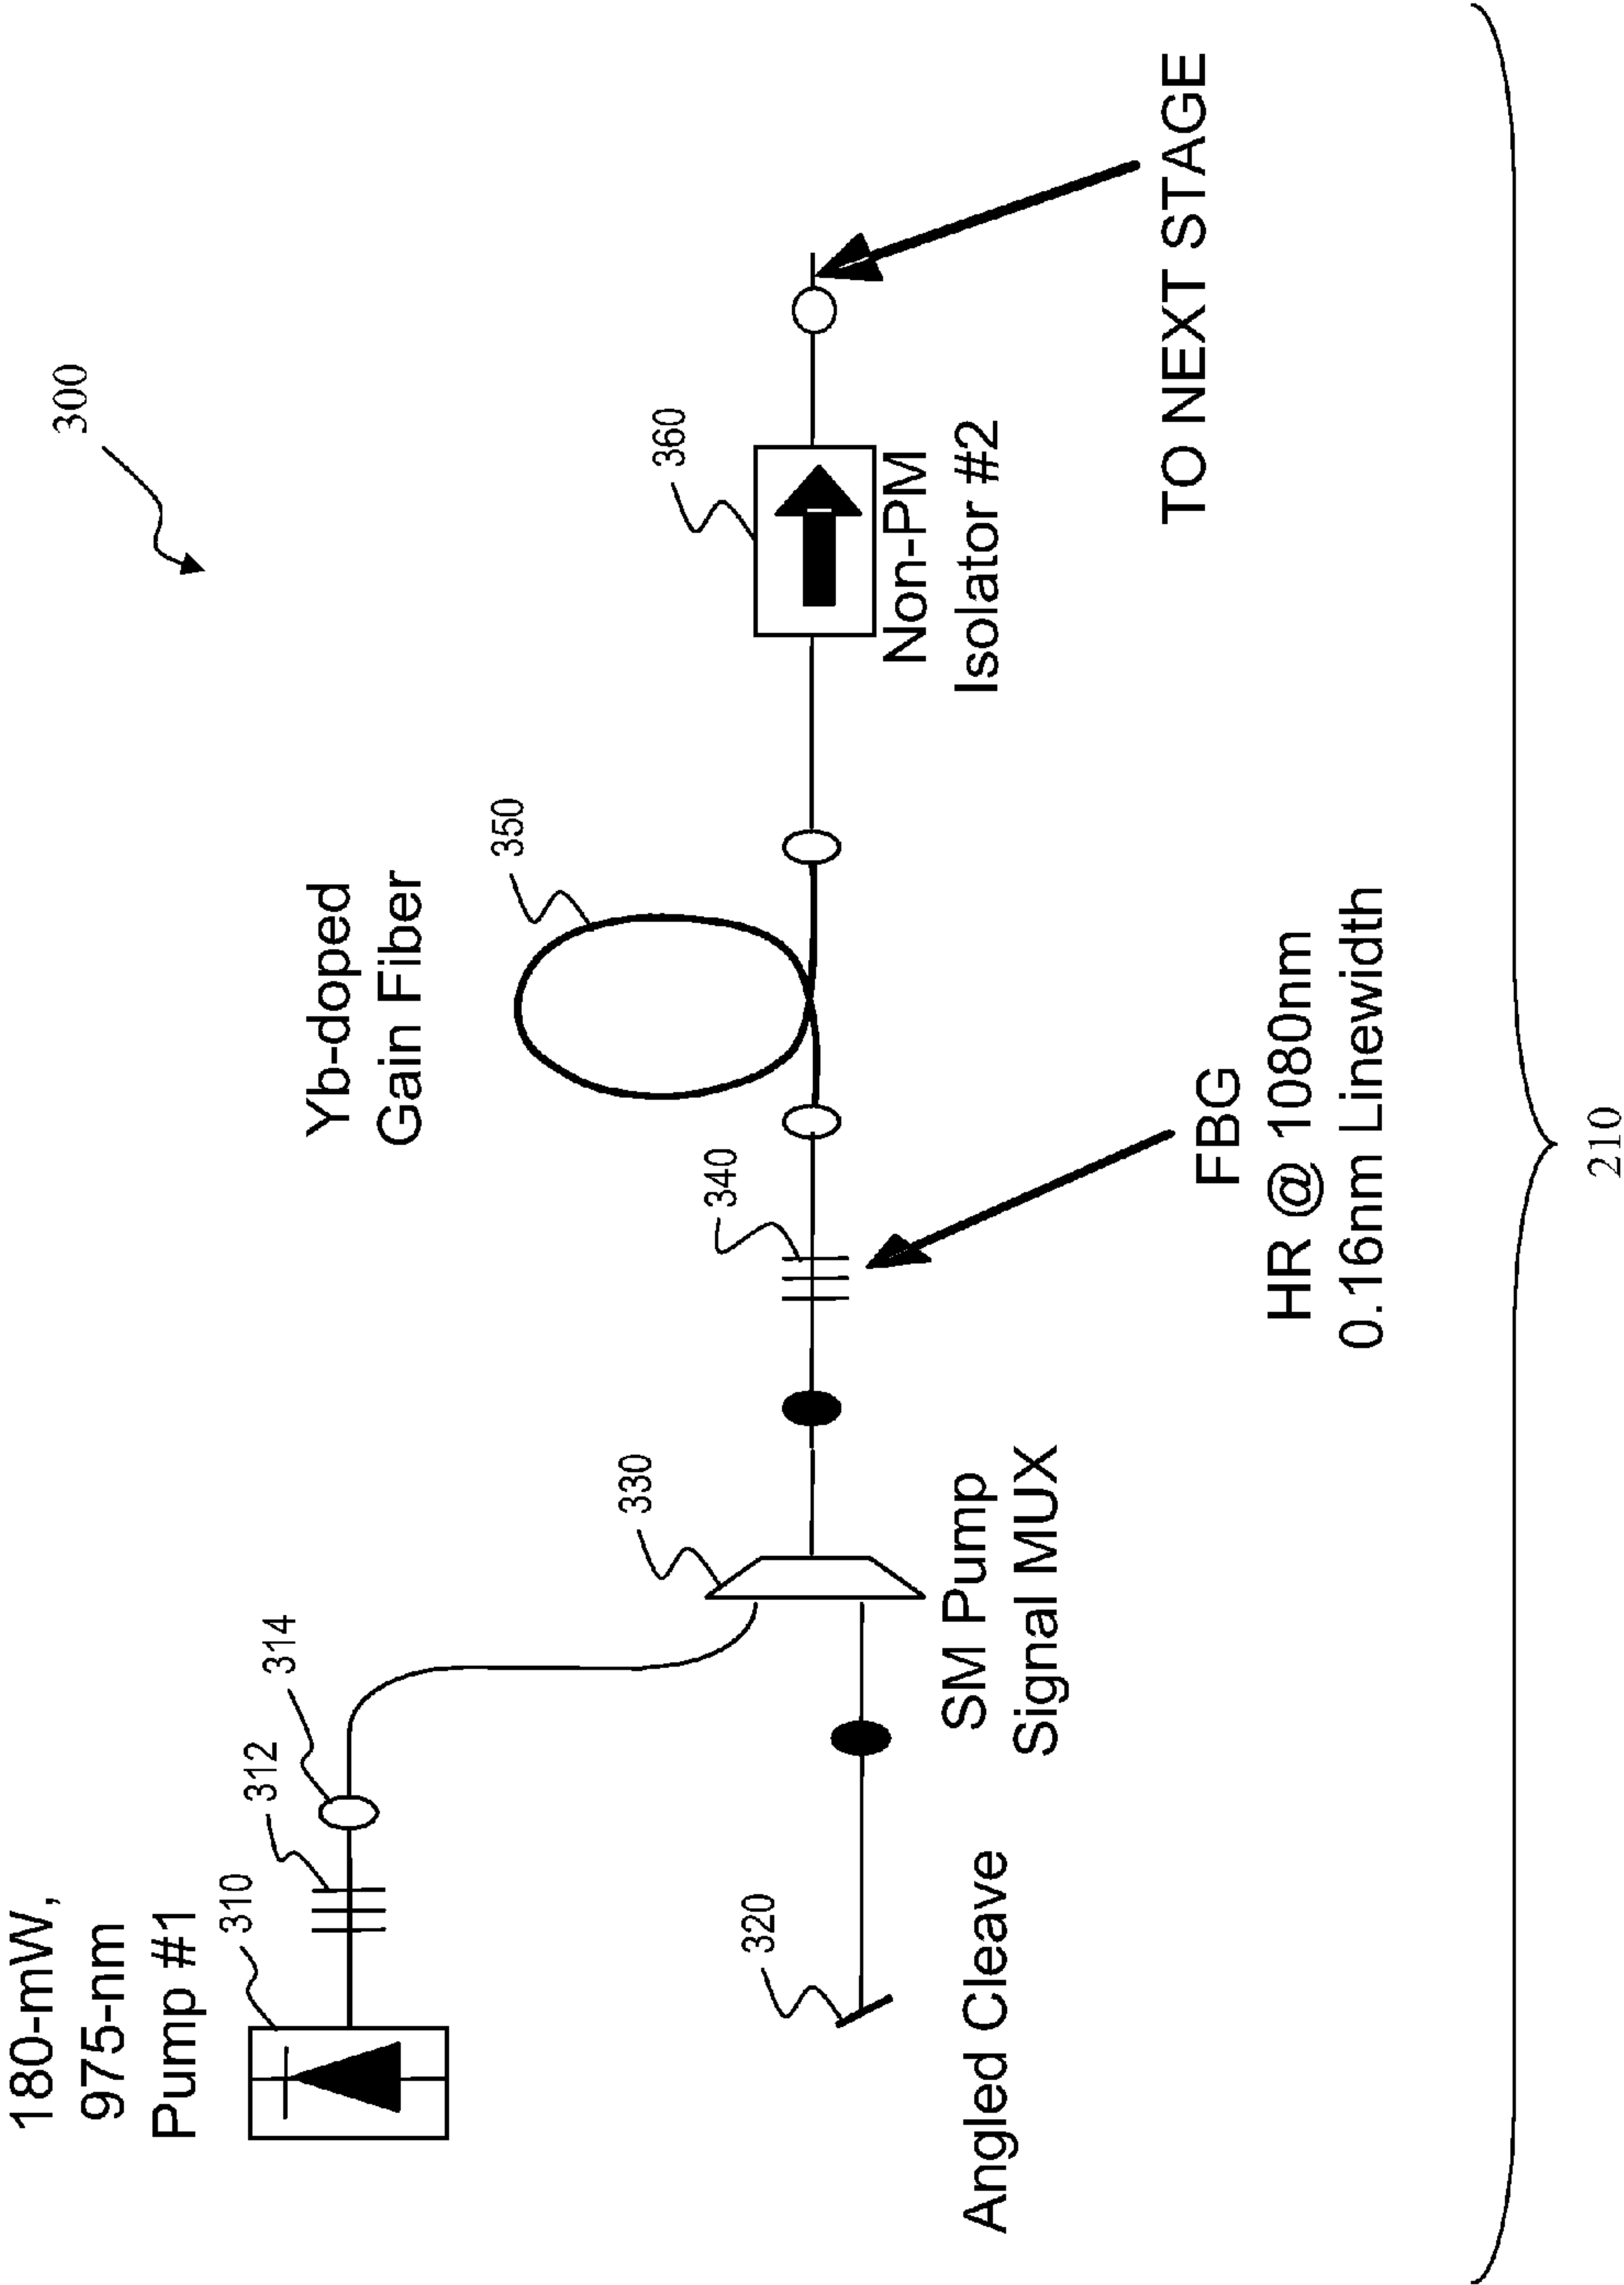 300
180-mW,
975-nm
Pump #1
310
312
314
Yb-doped
Gain Fiber
350
360
Non-PM
Isolator #2
340
330
SM Pump
Signal MUX
320
Angled Cleave
FBG
HR @ 1080nm
0.16nm Linewidth
TO NEXT STAGE
210